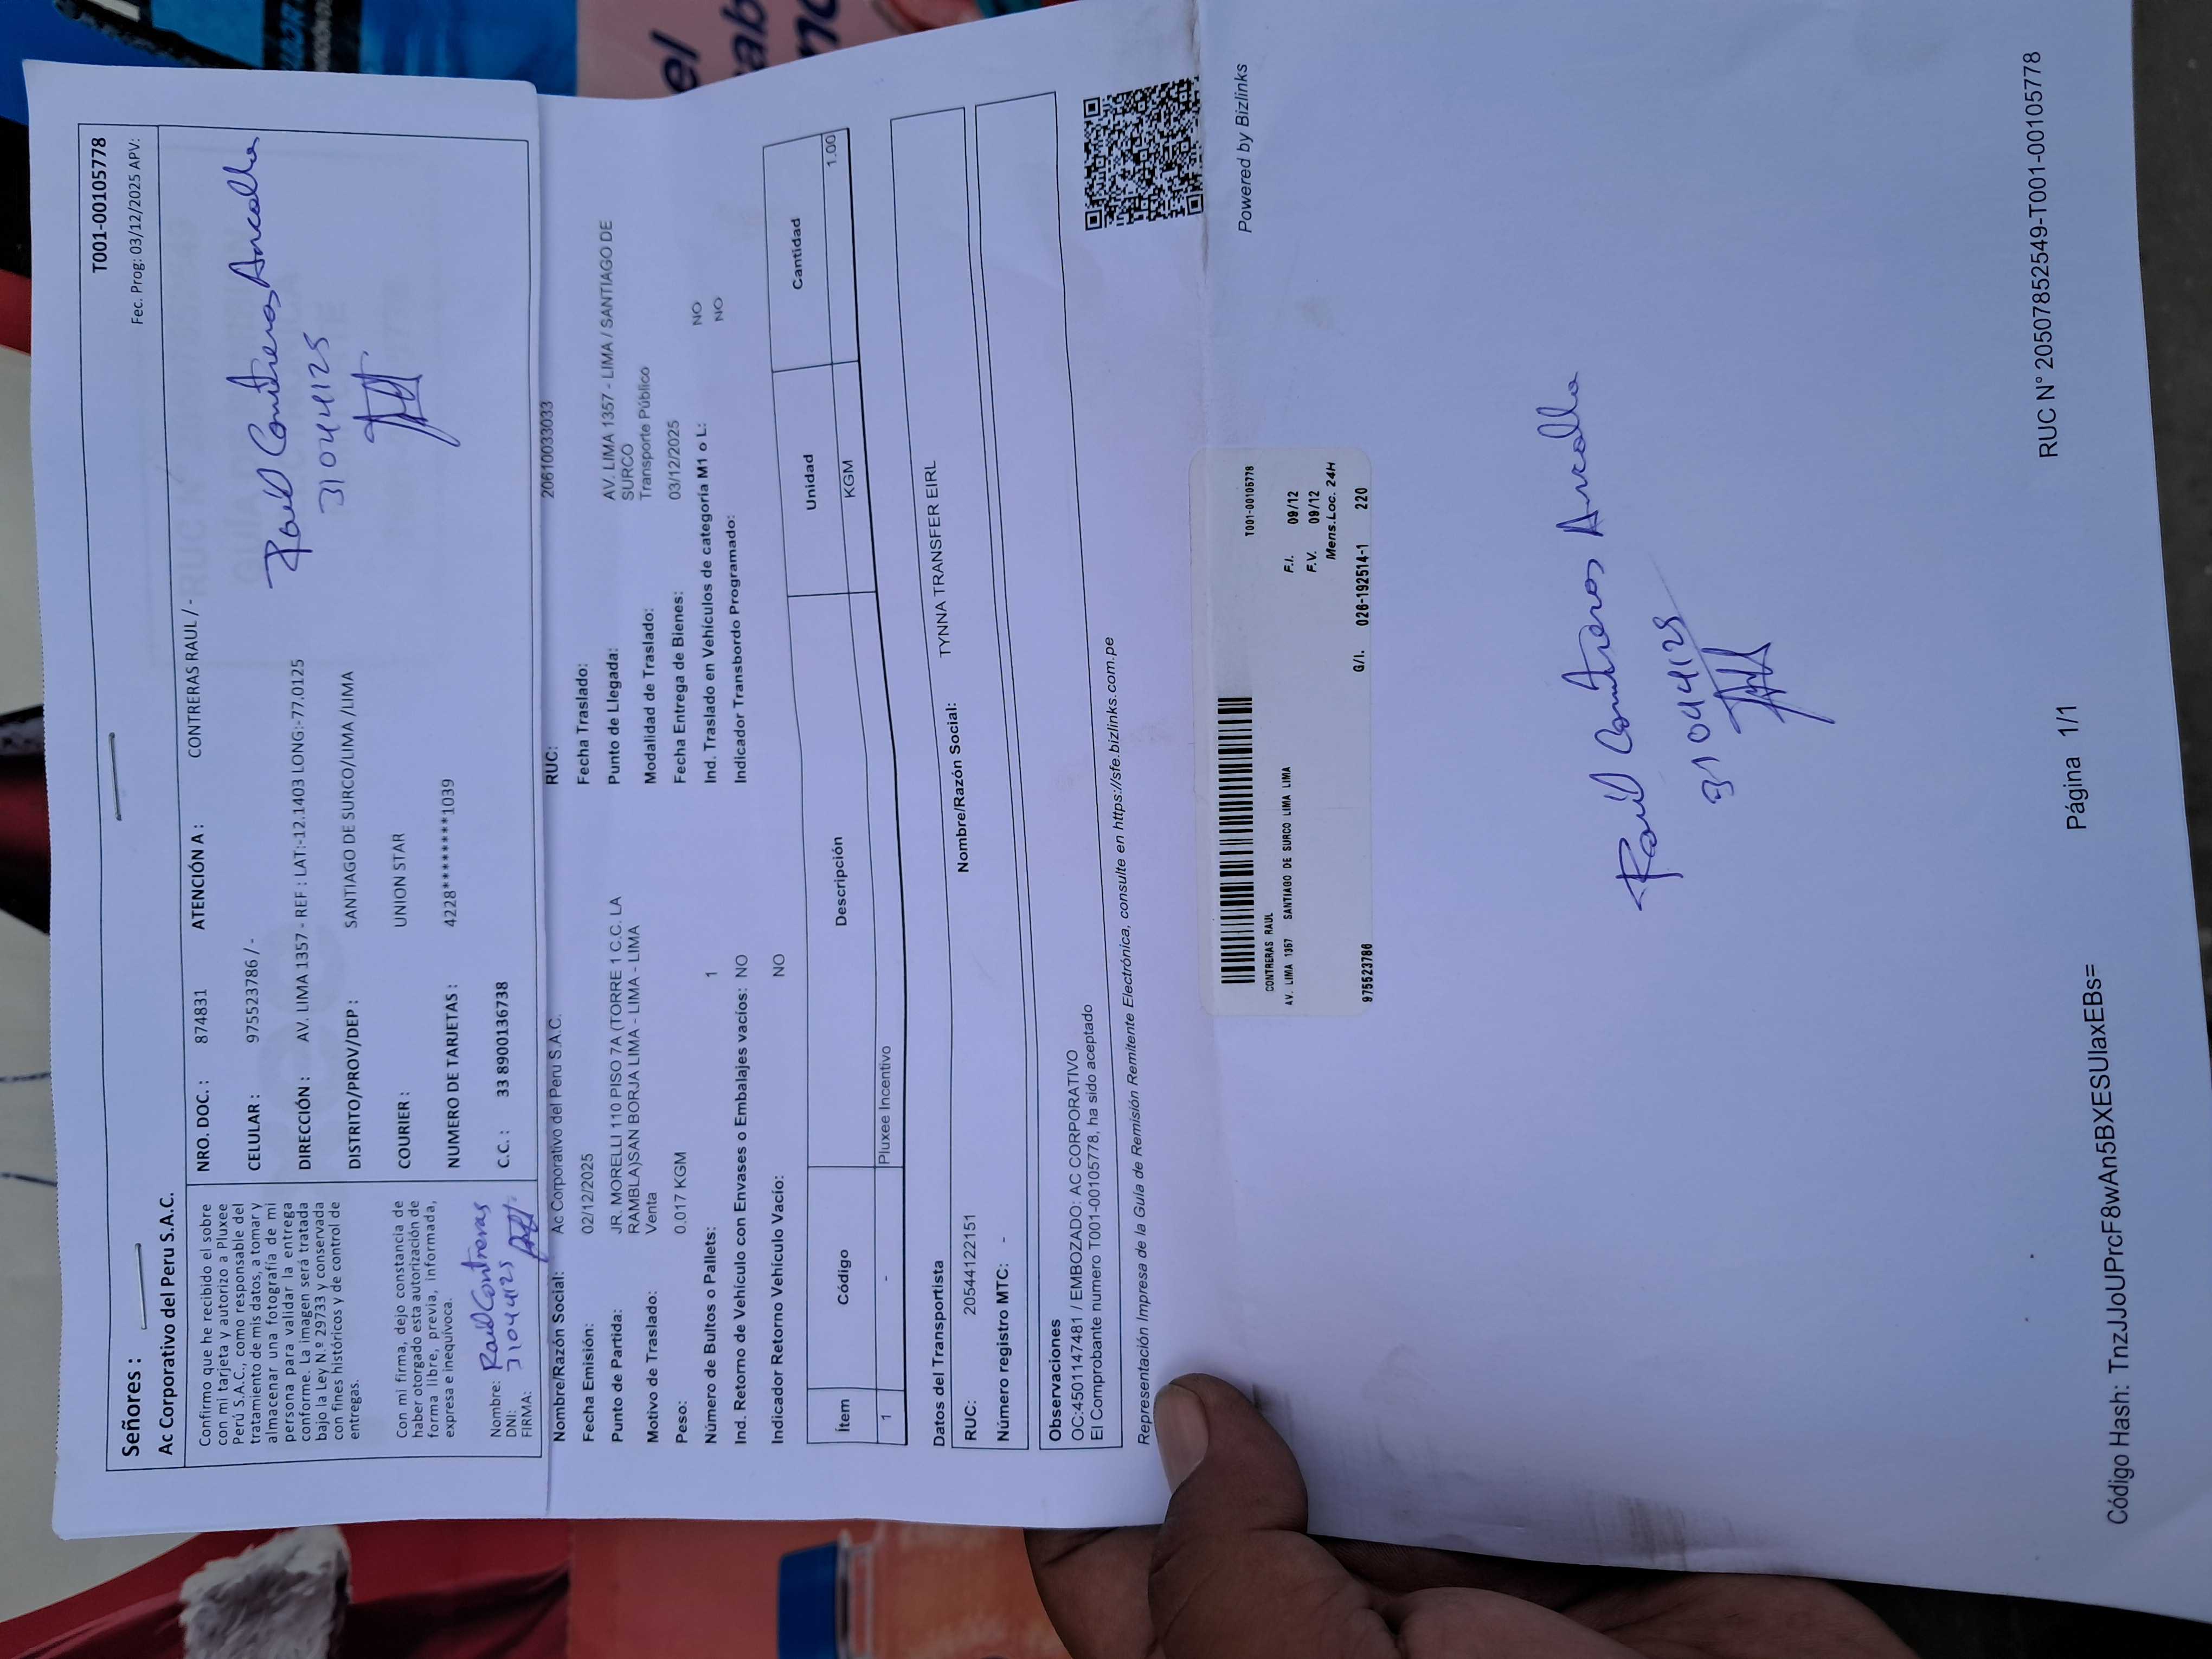 T001-00105778
Señores :
Fec. Prog: 03/12/2025 APV:
Ac Corporativo del Peru S.A.C.
Confirmo que he recibido el sobre
con mi tarjeta y autorizo a Pluxee
Perú S.A.C., como responsable del
tratamiento de mis datos, a tomar y
almacenar una fotografía de mi
persona para validar la entrega
conforme. La imagen será tratada
bajo la Ley N.º 29733 y conservada
con fines históricos y de control de
entregas.
Con mi firma, dejo constancia de
haber otorgado esta autorización de
forma libre, previa, informada,
expresa e inequívoca.
Nombre: Raúl Contreras
DNI: 31044125
FIRMA:
NRO. DOC. : 874831 ATENCIÓN A : CONTRERAS RAUL / -
CELULAR : 975523786 / -
DIRECCIÓN : AV. LIMA 1357 - REF : LAT:-12.1403 LONG:-77.0125
DISTRITO/PROV/DEP : SANTIAGO DE SURCO/LIMA /LIMA
COURIER : UNION STAR
NUMERO DE TARJETAS : 4228********1039
C.C. : 33 8900136738
Raúl Contreras Ancalla
31044125
Nombre/Razón Social: Ac Corporativo del Peru S.A.C. RUC: 20610033033
Fecha Emisión: 02/12/2025 Fecha Traslado:
Punto de Partida: JR. MORELLI 110 PISO 7A (TORRE 1 C.C. LA
RAMBLA)SAN BORJA LIMA - LIMA - LIMA
Punto de Llegada: AV. LIMA 1357 - LIMA / SANTIAGO DE
SURCO
Motivo de Traslado: Venta Modalidad de Traslado: Transporte Público
Peso: 0.017 KGM Fecha Entrega de Bienes: 03/12/2025
Número de Bultos o Pallets: 1 Ind. Traslado en Vehículos de categoría M1 o L: NO
Ind. Retorno de Vehículo con Envases o Embalajes vacíos: NO Indicador Transbordo Programado: NO
Indicador Retorno Vehículo Vacío: NO
Ítem Código Descripción Unidad Cantidad
1 - Pluxee Incentivo KGM 1.00
Datos del Transportista
RUC: 20544122151 Nombre/Razón Social: TYNNA TRANSFER EIRL
Número registro MTC: -
Observaciones
OC:4501147481 / EMBOZADO: AC CORPORATIVO
El Comprobante numero T001-00105778, ha sido aceptado
Representación Impresa de la Guía de Remisión Remitente Electrónica, consulte en https://sfe.bizlinks.com.pe
Powered by Bizlinks
T001-00105778
CONTRERAS RAUL
AV. LIMA 1357 SANTIAGO DE SURCO LIMA LIMA
F.I. 09/12
F.V. 09/12
Mens.Loc. 24H
975523786 G/I. 026-192514-1 220
Raúl Contreras Ancalla
31044125
RUC N° 20507852549-T001-00105778
Página 1/1
Código Hash: TnzJJoUPrcF8wAn5BXESUlaxEBs=